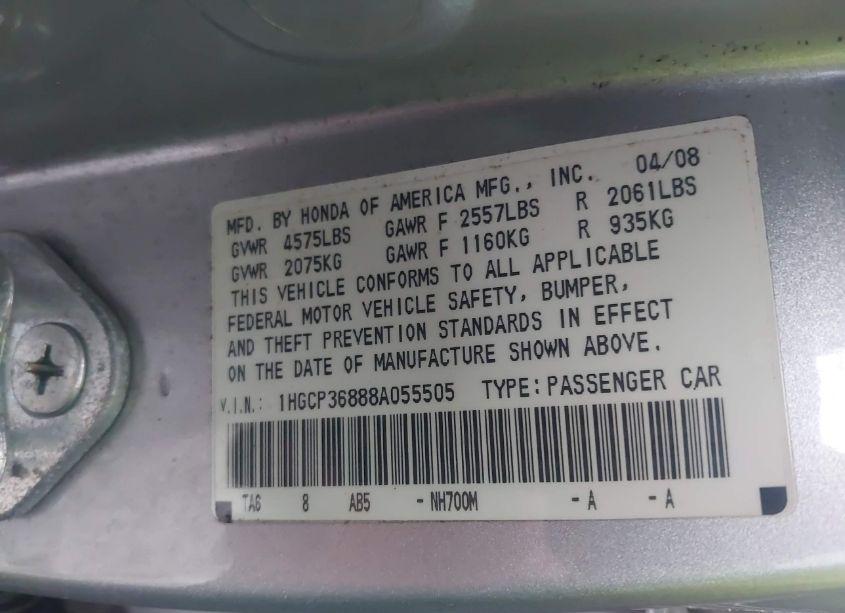 04/08
MFD. BY HONDA OF AMERICA MFG., INC.
GVWR 4575LBS GAWR F 2557LBS R 2061LBS
GVWR 2075KG GAWR F 1160KG R 935KG
THIS VEHICLE CONFORMS TO ALL APPLICABLE
FEDERAL MOTOR VEHICLE SAFETY, BUMPER,
AND THEFT PREVENTION STANDARDS IN EFFECT
ON THE DATE OF MANUFACTURE SHOWN ABOVE.
V.I.N.: 1HGCP36888A055505 TYPE:PASSENGER CAR
TA6 8 AB5 -NH700M -A -A